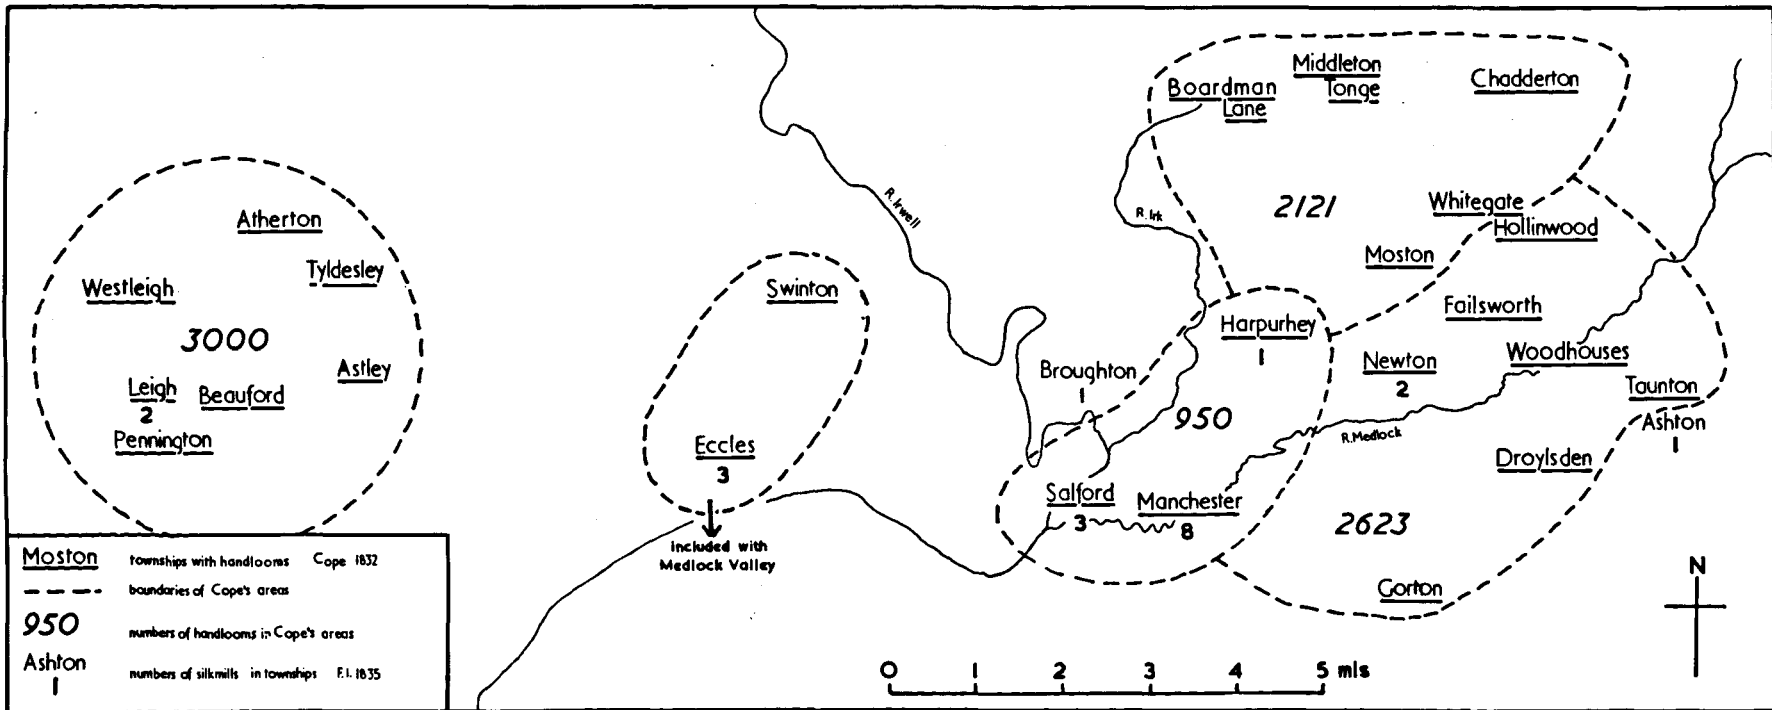 Middleton
Tonge
Boardman
Lane
Chadderton
R. Irwell
R. Irk
2121
Whitegate
Hollinwood
Moston
Atherton
Tyldesley
Westleigh
3000
Astley
Leigh
2
Beauford
Pennington
Swinton
Eccles
3
included with
Medlock Valley
Harpurhey
1
Failsworth
Broughton
1
950
Newton
2
Woodhouses
Taunton
Ashton
1
R. Medlock
Droylsden
Salford
3
Manchester
8
2623
Gorton
N
0 1 2 3 4 5 mls
Moston townships with handlooms Cope 1832
boundaries of Cope's areas
950 numbers of handlooms in Cope's areas
Ashton
1 numbers of silkmills in townships F.I. 1835